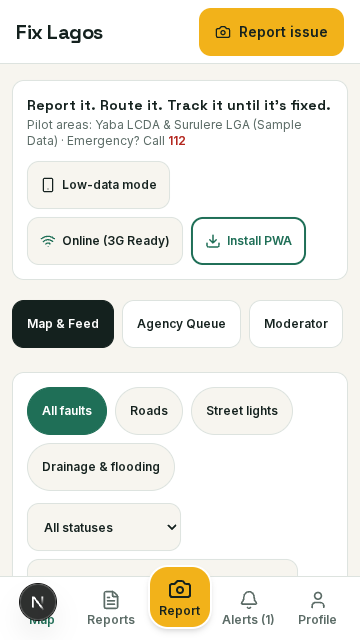 Fix Lagos
Report issue
Report it. Route it. Track it until it's fixed.
Pilot areas: Yaba LCDA & Surulere LGA (Sample
Data) · Emergency? Call 112
Low-data mode
Online (3G Ready)
Install PWA
Map & Feed
Agency Queue
Moderator
All faults
Roads
Street lights
Drainage & flooding
All statuses
N
Map
Reports
Report
Alerts (1)
Profile